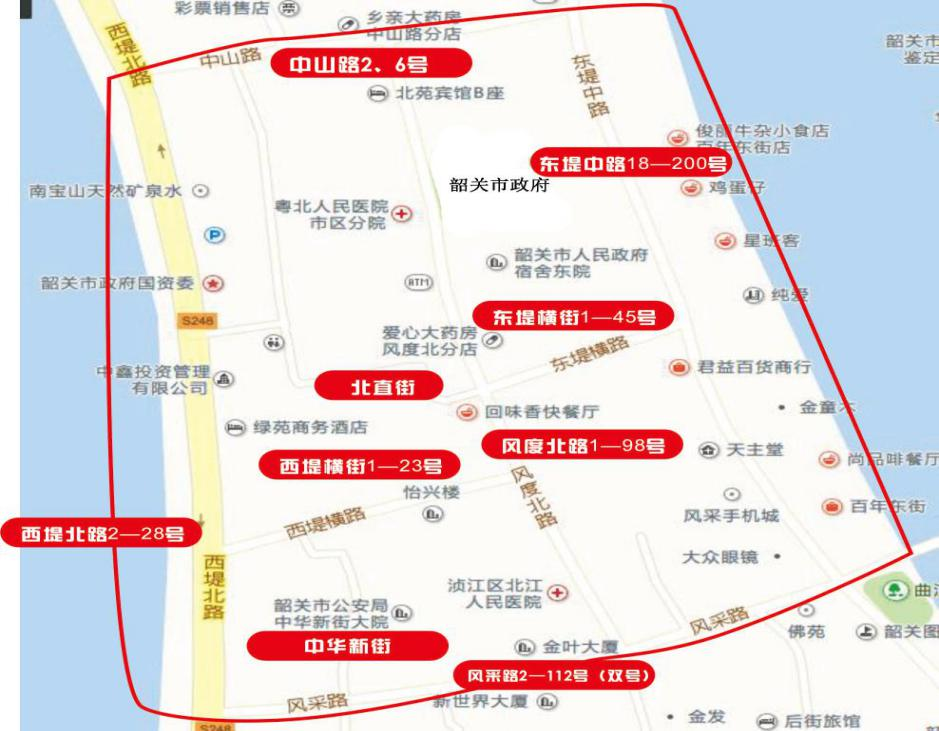 彩票销售店
乡亲大药房
中山路分店
西堤北路
中山路
中山路2、6号
东堤中路
韶关市
鉴定
北苑宾馆B座
俊丽牛杂小食店
百年东街店
东堤中路18—200号
南宝山天然矿泉水
韶关市政府
鸡蛋仔
粤北人民医院
市区分院
P
星班客
韶关市人民政府
宿舍东院
韶关市政府国资委
ATM
纯爱
S248
东堤横街1—45号
爱心大药房
风度北分店
东堤横路
中鑫投资管理
有限公司
北直街
君益百货商行
回味香快餐厅
金童木
绿苑商务酒店
风度北路1—98号
天主堂
西堤横街1—23号
尚品啡餐厅
怡兴楼
风度北路
风采手机城
百年东街
西堤横路
西堤北路2—28号
大众眼镜
西堤北路
浈江区北江
人民医院
韶关市公安局
中华新街大院
风采路
佛苑
韶关图
中华新街
金叶大厦
风采路2—112号（双号）
风采路
新世界大厦
金发
后街旅馆
S248